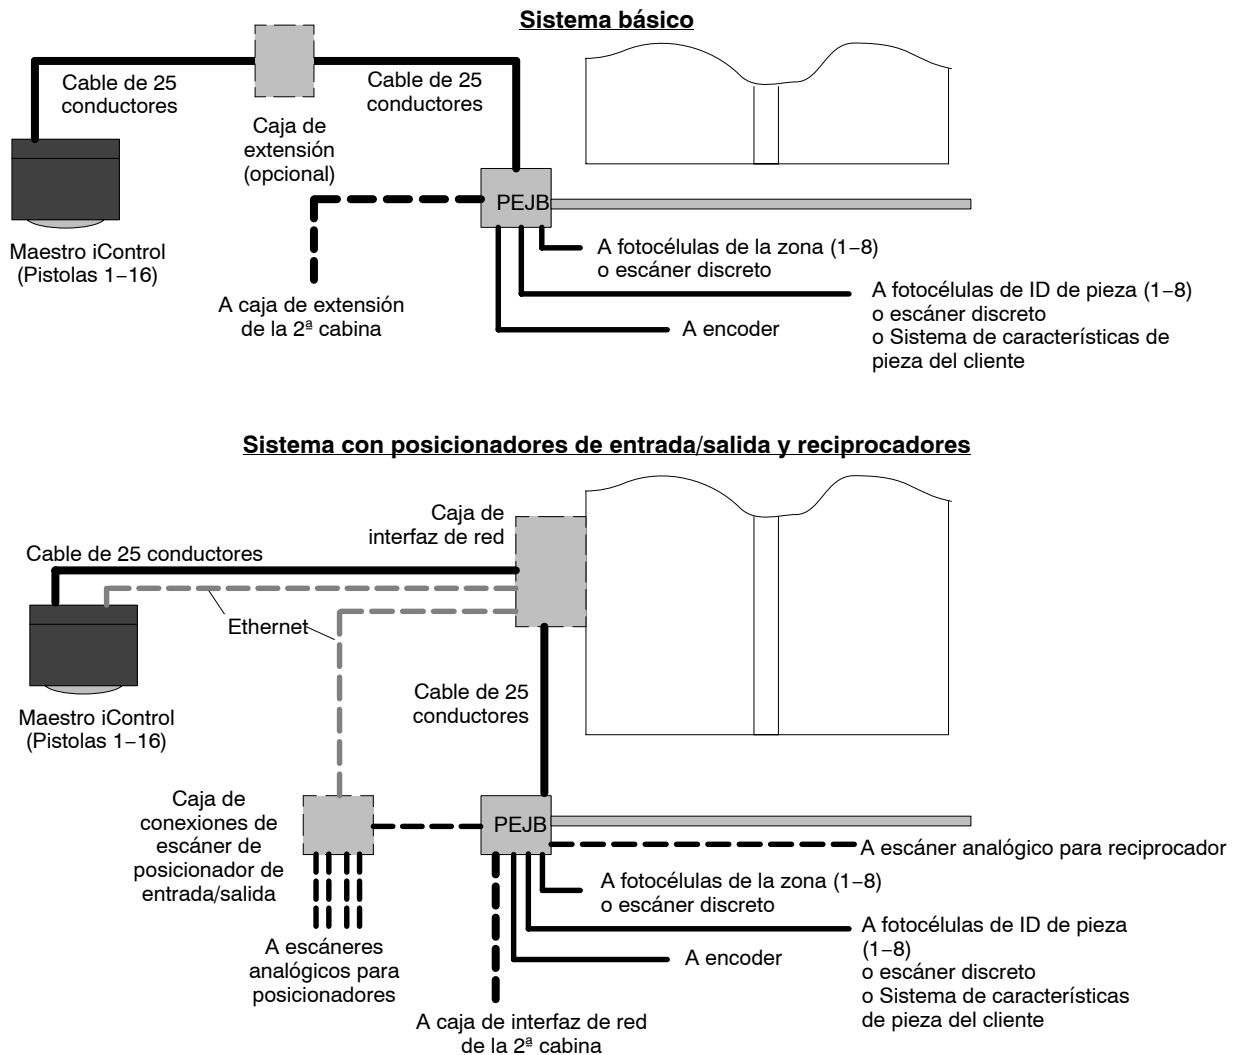 Sistema básico
Cable de 25
conductores
Cable de 25
conductores
Caja de
extensión
(opcional)
PEJB
Maestro iControl
(Pistolas 1–16)
A caja de extensión
de la 2ª cabina
A fotocélulas de la zona (1–8)
o escáner discreto
A fotocélulas de ID de pieza (1–8)
o escáner discreto
o Sistema de características de
pieza del cliente
A encoder
Sistema con posicionadores de entrada/salida y reciprocadores
Caja de
interfaz de red
Cable de 25 conductores
Ethernet
Maestro iControl
(Pistolas 1–16)
Cable de 25
conductores
Caja de
conexiones de
escáner de
posicionador de
entrada/salida
PEJB
A escáner analógico para reciprocador
A fotocélulas de la zona (1–8)
o escáner discreto
A fotocélulas de ID de pieza
(1–8)
o escáner discreto
o Sistema de características
de pieza del cliente
A encoder
A escáneres
analógicos para
posicionadores
A caja de interfaz de red
de la 2ª cabina